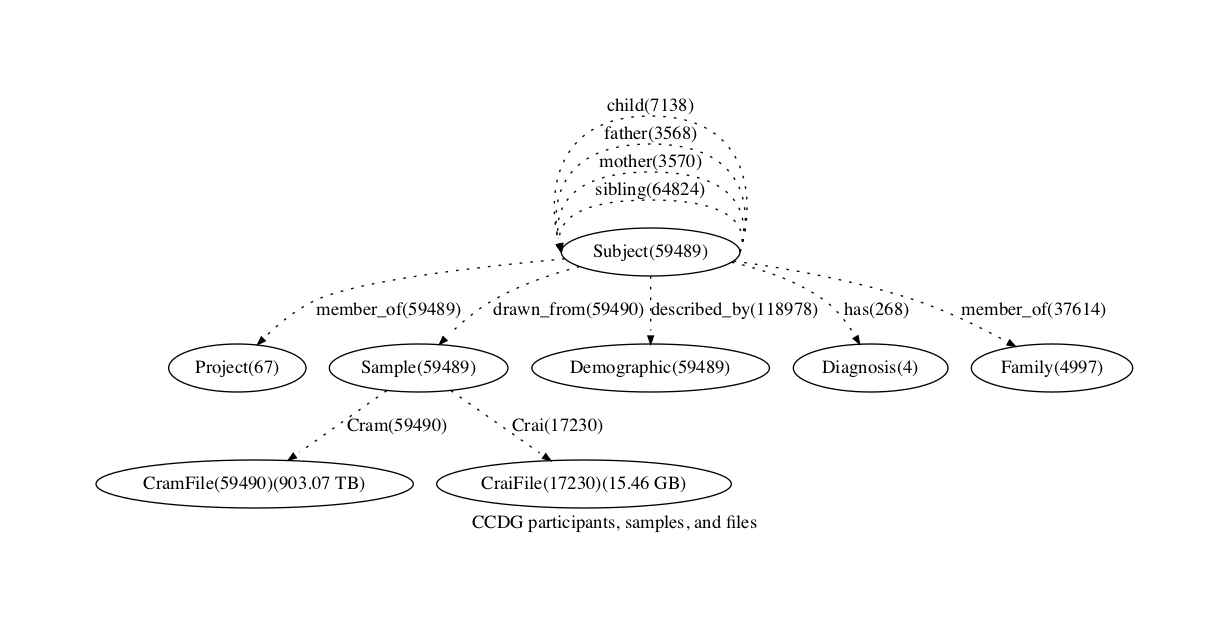 child(7138)
father(3568)
mother(3570)
sibling(64824)
Subject(59489)
member_of(59489)
drawn_from(59490)
described_by(118978)
has(268)
member_of(37614)
Project(67)
Sample(59489)
Demographic(59489)
Diagnosis(4)
Family(4997)
Cram(59490)
Crai(17230)
CramFile(59490)(903.07 TB)
CraiFile(17230)(15.46 GB)
CCDG participants, samples, and files